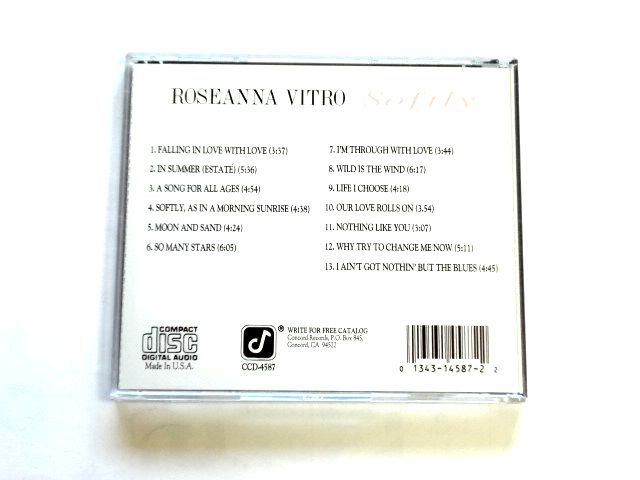 ROSEANNA VITRO Softly
1. FALLING IN LOVE WITH LOVE (3:37)
2. IN SUMMER (ESTATÉ) (5:36)
3. A SONG FOR ALL AGES (4:54)
4. SOFTLY, AS IN A MORNING SUNRISE (4:38)
5. MOON AND SAND (4:24)
6. SO MANY STARS (6:05)
7. I'M THROUGH WITH LOVE (3:44)
8. WILD IS THE WIND (6:17)
9. LIFE I CHOOSE (4:18)
10. OUR LOVE ROLLS ON (3.54)
11. NOTHING LIKE YOU (3:07)
12. WHY TRY TO CHANGE ME NOW (5:11)
13. I AIN'T GOT NOTHIN' BUT THE BLUES (4:45)
COMPACT
disc
DIGITAL AUDIO
Made In U.S.A.
®
CCD-4587
WRITE FOR FREE CATALOG
Concord Records, P.O. Box 845,
Concord, CA 94522
0 1343-14587-2 2